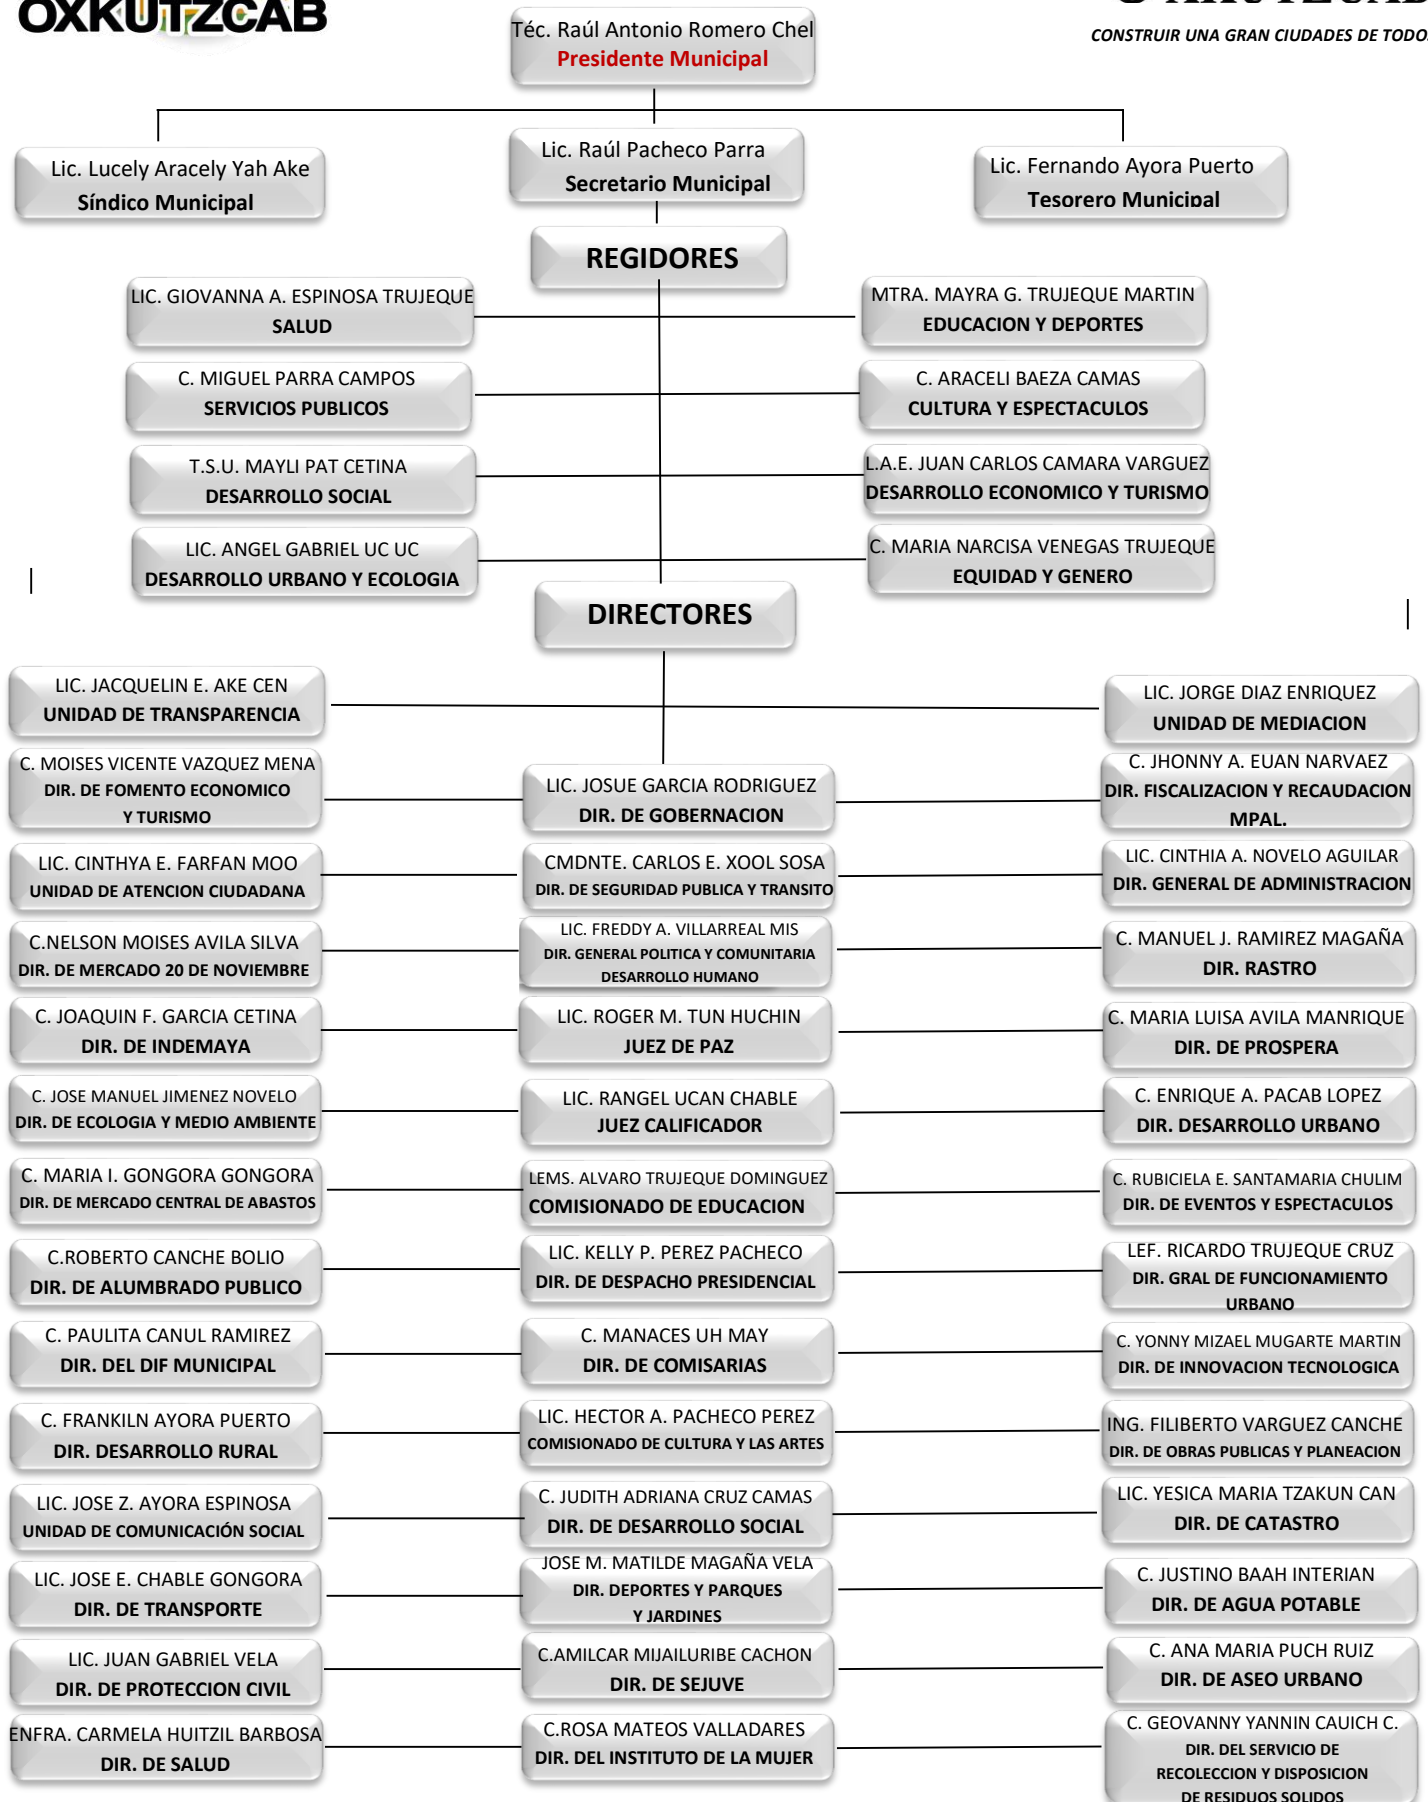 OXKUTZCAB
CONSTRUIR UNA GRAN CIUDADES DE TODO
Téc. Raúl Antonio Romero Chel
Presidente Municipal
Lic. Lucely Aracely Yah Ake
Síndico Municipal
Lic. Raúl Pacheco Parra
Secretario Municipal
Lic. Fernando Ayora Puerto
Tesorero Municipal
REGIDORES
LIC. GIOVANNA A. ESPINOSA TRUJEQUE
SALUD
MTRA. MAYRA G. TRUJEQUE MARTIN
EDUCACION Y DEPORTES
C. MIGUEL PARRA CAMPOS
SERVICIOS PUBLICOS
C. ARACELI BAEZA CAMAS
CULTURA Y ESPECTACULOS
T.S.U. MAYLI PAT CETINA
DESARROLLO SOCIAL
L.A.E. JUAN CARLOS CAMARA VARGUEZ
DESARROLLO ECONOMICO Y TURISMO
LIC. ANGEL GABRIEL UC UC
DESARROLLO URBANO Y ECOLOGIA
C. MARIA NARCISA VENEGAS TRUJEQUE
EQUIDAD Y GENERO
DIRECTORES
LIC. JACQUELIN E. AKE CEN
UNIDAD DE TRANSPARENCIA
LIC. JORGE DIAZ ENRIQUEZ
UNIDAD DE MEDIACION
C. MOISES VICENTE VAZQUEZ MENA
DIR. DE FOMENTO ECONOMICO
Y TURISMO
LIC. JOSUE GARCIA RODRIGUEZ
DIR. DE GOBERNACION
C. JHONNY A. EUAN NARVAEZ
DIR. FISCALIZACION Y RECAUDACION
MPAL.
LIC. CINTHYA E. FARFAN MOO
UNIDAD DE ATENCION CIUDADANA
CMDNTE. CARLOS E. XOOL SOSA
DIR. DE SEGURIDAD PUBLICA Y TRANSITO
LIC. CINTHIA A. NOVELO AGUILAR
DIR. GENERAL DE ADMINISTRACION
C.NELSON MOISES AVILA SILVA
DIR. DE MERCADO 20 DE NOVIEMBRE
LIC. FREDDY A. VILLARREAL MIS
DIR. GENERAL POLITICA Y COMUNITARIA
DESARROLLO HUMANO
C. MANUEL J. RAMIREZ MAGAÑA
DIR. RASTRO
C. JOAQUIN F. GARCIA CETINA
DIR. DE INDEMAYA
LIC. ROGER M. TUN HUCHIN
JUEZ DE PAZ
C. MARIA LUISA AVILA MANRIQUE
DIR. DE PROSPERA
C. JOSE MANUEL JIMENEZ NOVELO
DIR. DE ECOLOGIA Y MEDIO AMBIENTE
LIC. RANGEL UCAN CHABLE
JUEZ CALIFICADOR
C. ENRIQUE A. PACAB LOPEZ
DIR. DESARROLLO URBANO
C. MARIA I. GONGORA GONGORA
DIR. DE MERCADO CENTRAL DE ABASTOS
LEMS. ALVARO TRUJEQUE DOMINGUEZ
COMISIONADO DE EDUCACION
C. RUBICIELA E. SANTAMARIA CHULIM
DIR. DE EVENTOS Y ESPECTACULOS
C.ROBERTO CANCHE BOLIO
DIR. DE ALUMBRADO PUBLICO
LIC. KELLY P. PEREZ PACHECO
DIR. DE DESPACHO PRESIDENCIAL
LEF. RICARDO TRUJEQUE CRUZ
DIR. GRAL DE FUNCIONAMIENTO
URBANO
C. PAULITA CANUL RAMIREZ
DIR. DEL DIF MUNICIPAL
C. MANACES UH MAY
DIR. DE COMISARIAS
C. YONNY MIZAEL MUGARTE MARTIN
DIR. DE INNOVACION TECNOLOGICA
C. FRANKILN AYORA PUERTO
DIR. DESARROLLO RURAL
LIC. HECTOR A. PACHECO PEREZ
COMISIONADO DE CULTURA Y LAS ARTES
ING. FILIBERTO VARGUEZ CANCHE
DIR. DE OBRAS PUBLICAS Y PLANEACION
LIC. JOSE Z. AYORA ESPINOSA
UNIDAD DE COMUNICACIÓN SOCIAL
C. JUDITH ADRIANA CRUZ CAMAS
DIR. DE DESARROLLO SOCIAL
LIC. YESICA MARIA TZAKUN CAN
DIR. DE CATASTRO
LIC. JOSE E. CHABLE GONGORA
DIR. DE TRANSPORTE
JOSE M. MATILDE MAGAÑA VELA
DIR. DEPORTES Y PARQUES
Y JARDINES
C. JUSTINO BAAH INTERIAN
DIR. DE AGUA POTABLE
LIC. JUAN GABRIEL VELA
DIR. DE PROTECCION CIVIL
C.AMILCAR MIJAILURIBE CACHON
DIR. DE SEJUVE
C. ANA MARIA PUCH RUIZ
DIR. DE ASEO URBANO
ENFRA. CARMELA HUITZIL BARBOSA
DIR. DE SALUD
C.ROSA MATEOS VALLADARES
DIR. DEL INSTITUTO DE LA MUJER
C. GEOVANNY YANNIN CAUICH C.
DIR. DEL SERVICIO DE
RECOLECCION Y DISPOSICION
DE RESIDUOS SOLIDOS